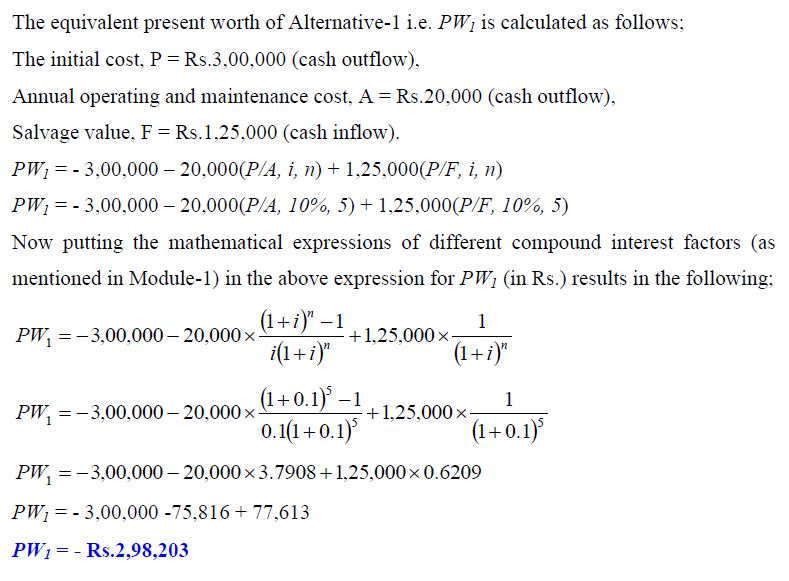 The equivalent present worth of Alternative-1 i.e. PW₁ is calculated as follows;
The initial cost, P = Rs.3,00,000 (cash outflow),
Annual operating and maintenance cost, A = Rs.20,000 (cash outflow),
Salvage value, F = Rs.1,25,000 (cash inflow).
PW₁ = - 3,00,000 – 20,000(P/A, i, n) + 1,25,000(P/F, i, n)
PW₁ = - 3,00,000 – 20,000(P/A, 10%, 5) + 1,25,000(P/F, 10%, 5)
Now putting the mathematical expressions of different compound interest factors (as
mentioned in Module-1) in the above expression for PW₁ (in Rs.) results in the following;
PW₁ = −3,00,000 − 20,000 × ((1+i)ⁿ − 1)/(i(1+i)ⁿ) + 1,25,000 × 1/(1+i)ⁿ
PW₁ = −3,00,000 − 20,000 × ((1+0.1)⁵ − 1)/(0.1(1+0.1)⁵) + 1,25,000 × 1/(1+0.1)⁵
PW₁ = −3,00,000 − 20,000 × 3.7908 + 1,25,000 × 0.6209
PW₁ = - 3,00,000 -75,816 + 77,613
PW₁ = - Rs.2,98,203